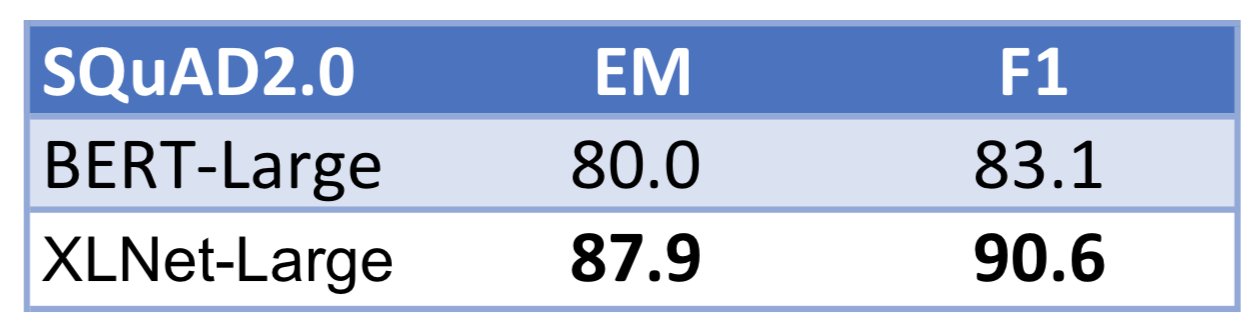 SQuAD2.0 EM F1
BERT-Large 80.0 83.1
XLNet-Large 87.9 90.6